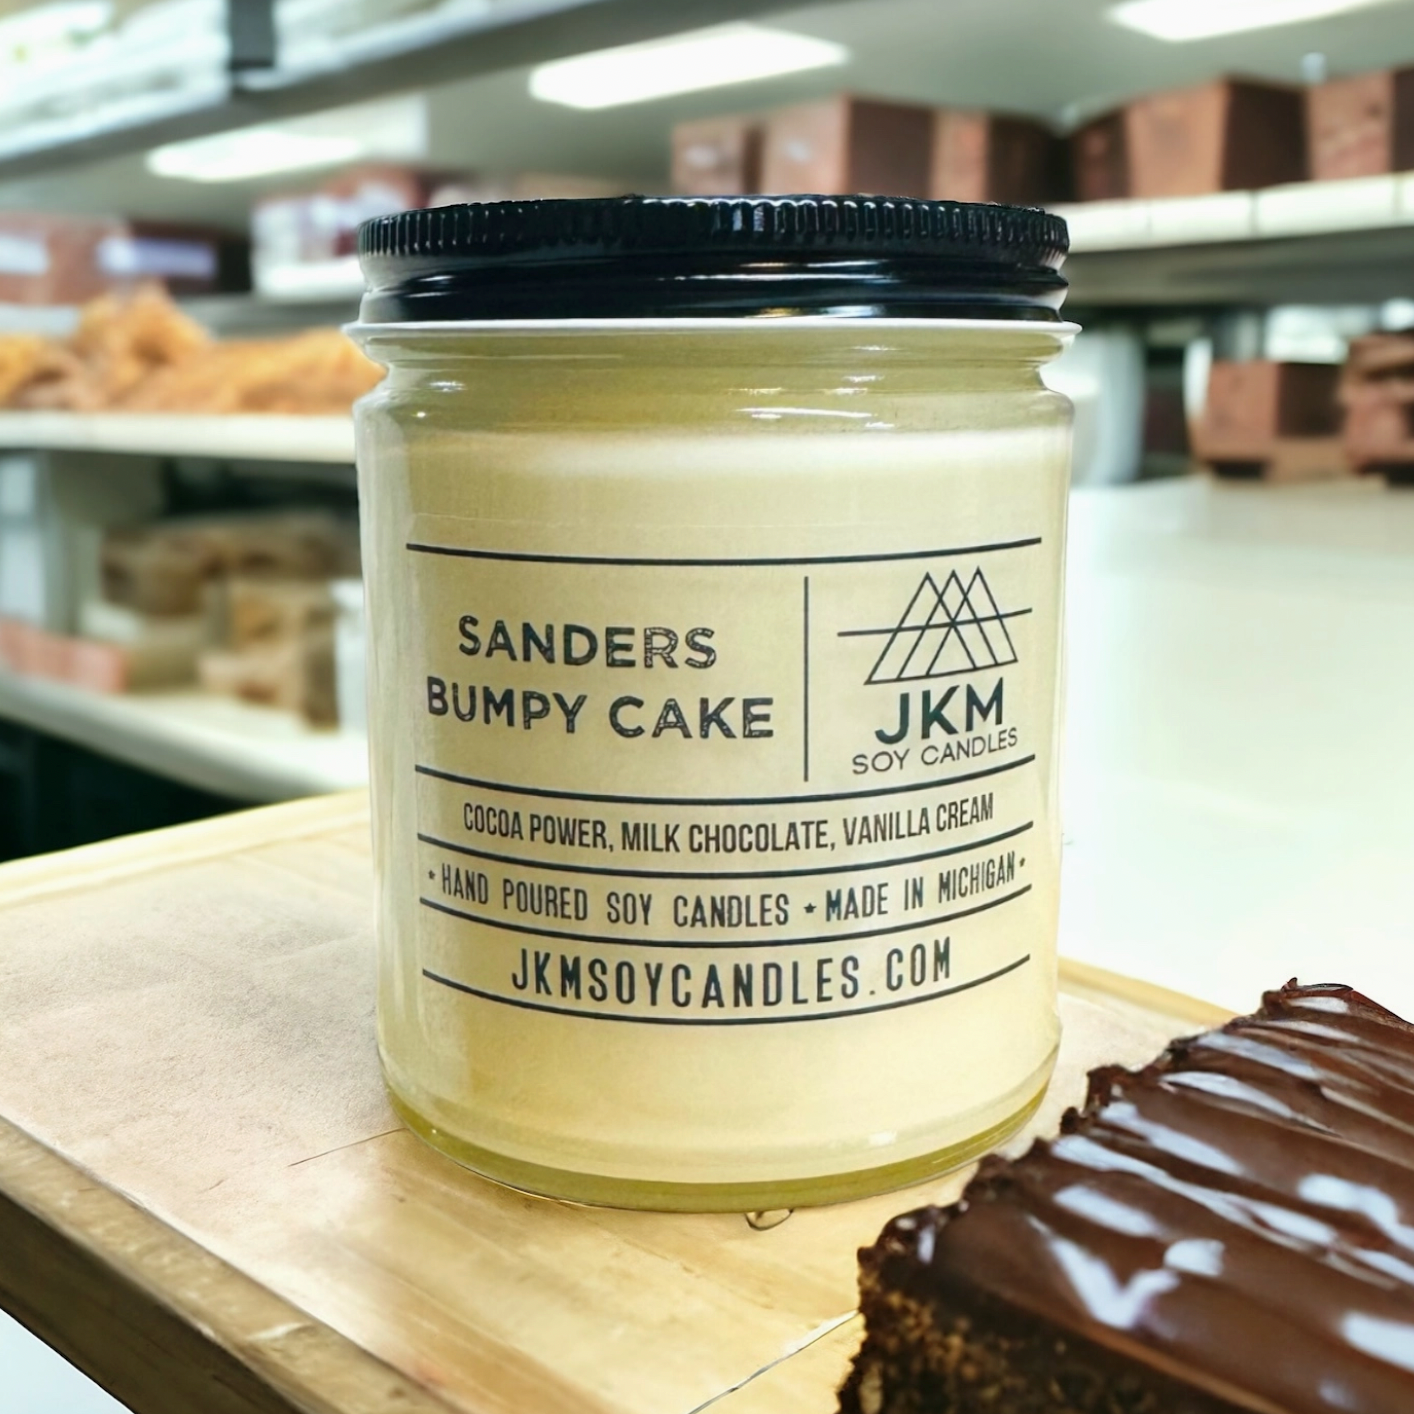 SANDERS
BUMPY CAKE
JKM
SOY CANDLES
COCOA POWER, MILK CHOCOLATE, VANILLA CREAM
★ HAND POURED SOY CANDLES ★ MADE IN MICHIGAN ★
JKMSOYCANDLES.COM